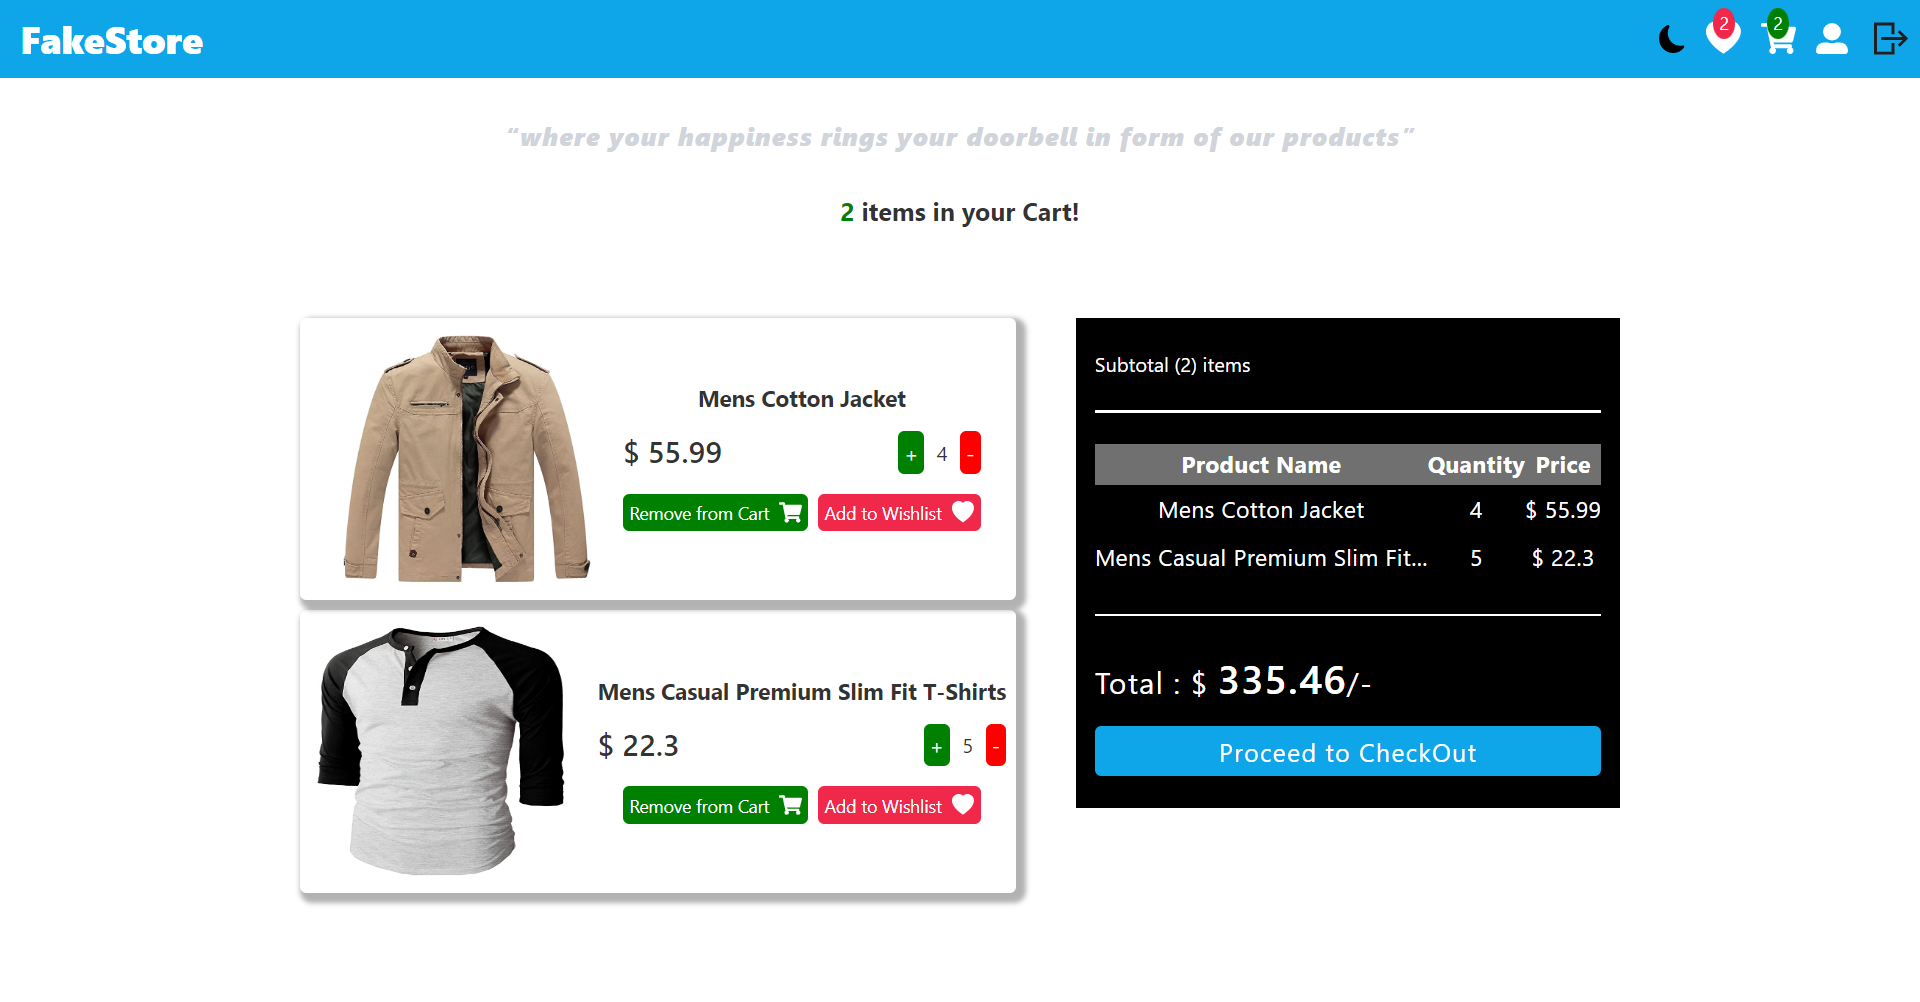 FakeStore
2
2
“where your happiness rings your doorbell in form of our products”
2 items in your Cart!
Mens Cotton Jacket
$ 55.99
+ 4 -
Remove from Cart
Add to Wishlist
Mens Casual Premium Slim Fit T-Shirts
$ 22.3
+ 5 -
Remove from Cart
Add to Wishlist
Subtotal (2) items
Product Name Quantity Price
Mens Cotton Jacket 4 $ 55.99
Mens Casual Premium Slim Fit... 5 $ 22.3
Total : $ 335.46/-
Proceed to CheckOut